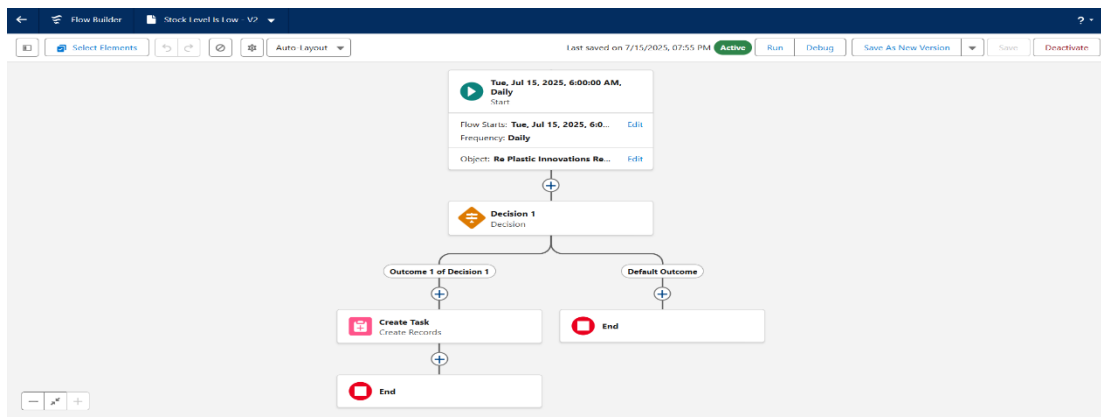 Flow Builder
Stock Level Is Low - V2
? -
Select Elements
Auto-Layout
Last saved on 7/15/2025, 07:55 PM
Active
Run
Debug
Save As New Version
Save
Deactivate
Tue, Jul 15, 2025, 6:00:00 AM,
Daily
Start
Flow Starts: Tue, Jul 15, 2025, 6:0... Edit
Frequency: Daily
Object: Re Plastic Innovations Re... Edit
Decision 1
Decision
Outcome 1 of Decision 1
Default Outcome
Create Task
Create Records
End
End